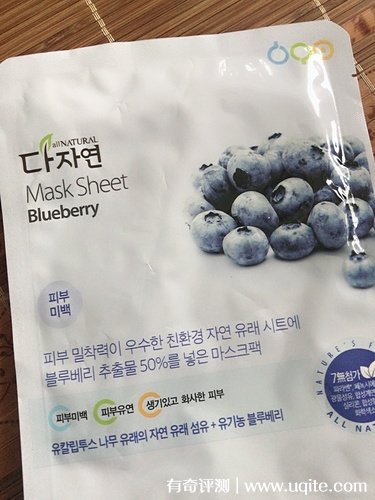 all NATURAL
다자연
Mask Sheet
Blueberry
피부
미백
피부 밀착력이 우수한 친환경 자연 유래 시트에
블루베리 추출물 50%를 넣은 마스크팩
피부미백 피부유연 생기있고 화사한 피부
유칼립투스 나무 유래의 자연 유래 섬유 + 유기농 블루베리
NATURE'S F
7無첨가
ALL NA
有奇评测 | www.uqite.com